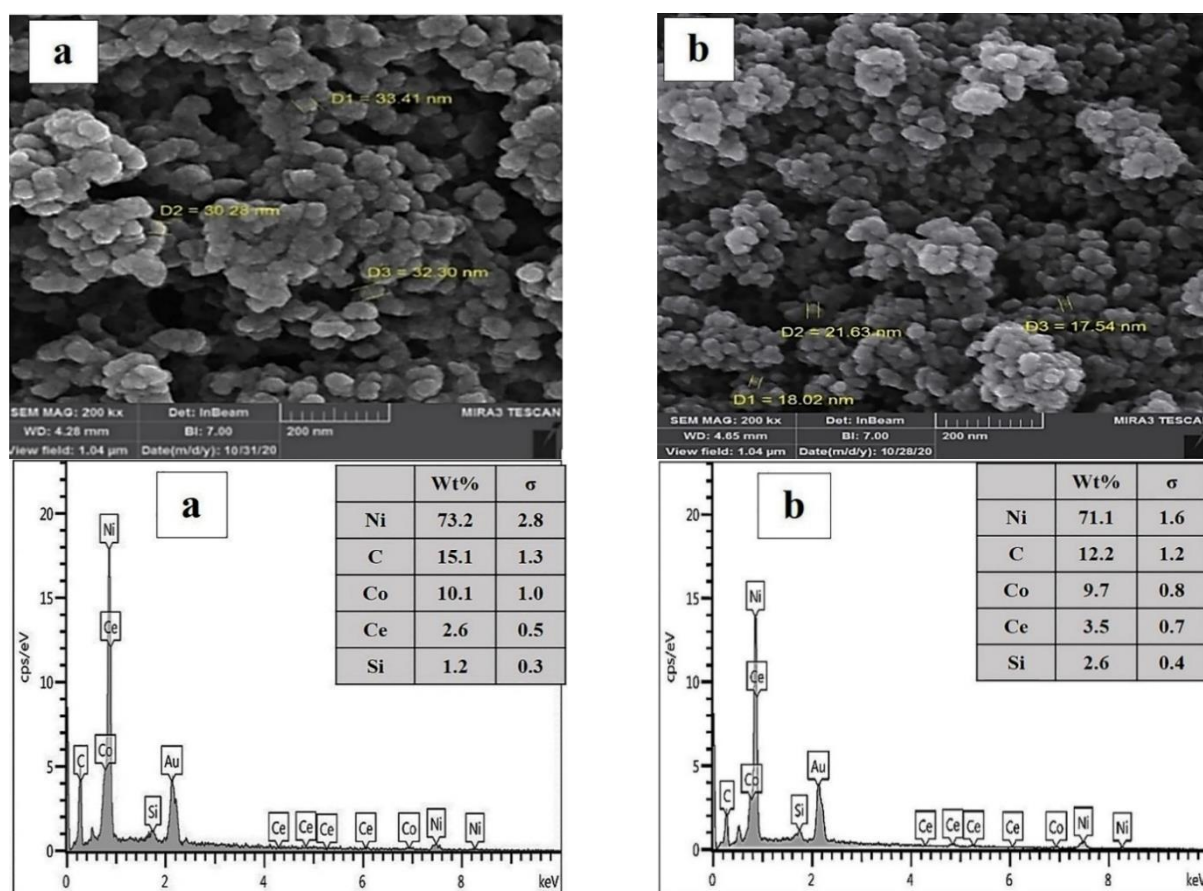 a
D1 = 33.41 nm
D2 = 30.28 nm
D3 = 32.30 nm
SEM MAG: 200 kx Det: InBeam MIRA3 TESCAN
WD: 4.28 mm BI: 7.00 200 nm
View field: 1.04 µm Date(m/d/y): 10/31/20
b
D2 = 21.63 nm
D3 = 17.54 nm
D1 = 18.02 nm
SEM MAG: 200 kx Det: InBeam MIRA3 TESCAN
WD: 4.65 mm BI: 7.00 200 nm
View field: 1.04 µm Date(m/d/y): 10/28/20
a
Wt% σ
Ni 73.2 2.8
C 15.1 1.3
Co 10.1 1.0
Ce 2.6 0.5
Si 1.2 0.3
20
15
10
5
0
cps/eV
Ni
Ce
Co
C
Au
Si
Ce Ce Ce Ce Co Ni Ni
0 2 4 6 8 keV
b
Wt% σ
Ni 71.1 1.6
C 12.2 1.2
Co 9.7 0.8
Ce 3.5 0.7
Si 2.6 0.4
20
15
10
5
0
cps/eV
Ni
Ce
Co
Au
C
Si
Ce Ce Ce Ce Co Ni Ni
0 2 4 6 8 keV